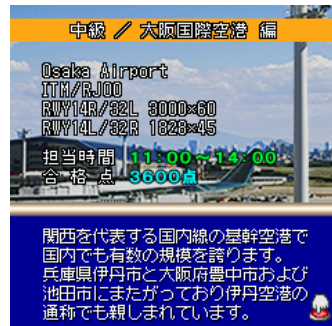 中級 ／ 大阪国際空港 編
Osaka Airport
ITM/RJOO
RWY14R/32L 3000×60
RWY14L/32R 1828×45
担当時間 11:00～14:00
合格点 3600点
関西を代表する国内線の基幹空港で
国内でも有数の規模を誇ります。
兵庫県伊丹市と大阪府豊中市および
池田市にまたがっており伊丹空港の
通称でも親しまれています。